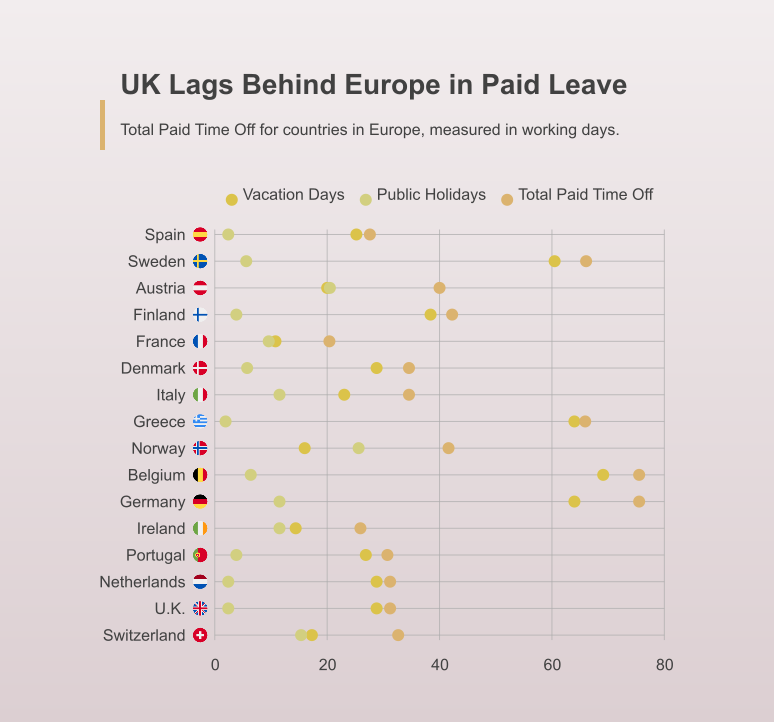 UK Lags Behind Europe in Paid Leave
Total Paid Time Off for countries in Europe, measured in working days.
Vacation Days Public Holidays Total Paid Time Off
Spain
Sweden
Austria
Finland
France
Denmark
Italy
Greece
Norway
Belgium
Germany
Ireland
Portugal
Netherlands
U.K.
Switzerland
0 20 40 60 80